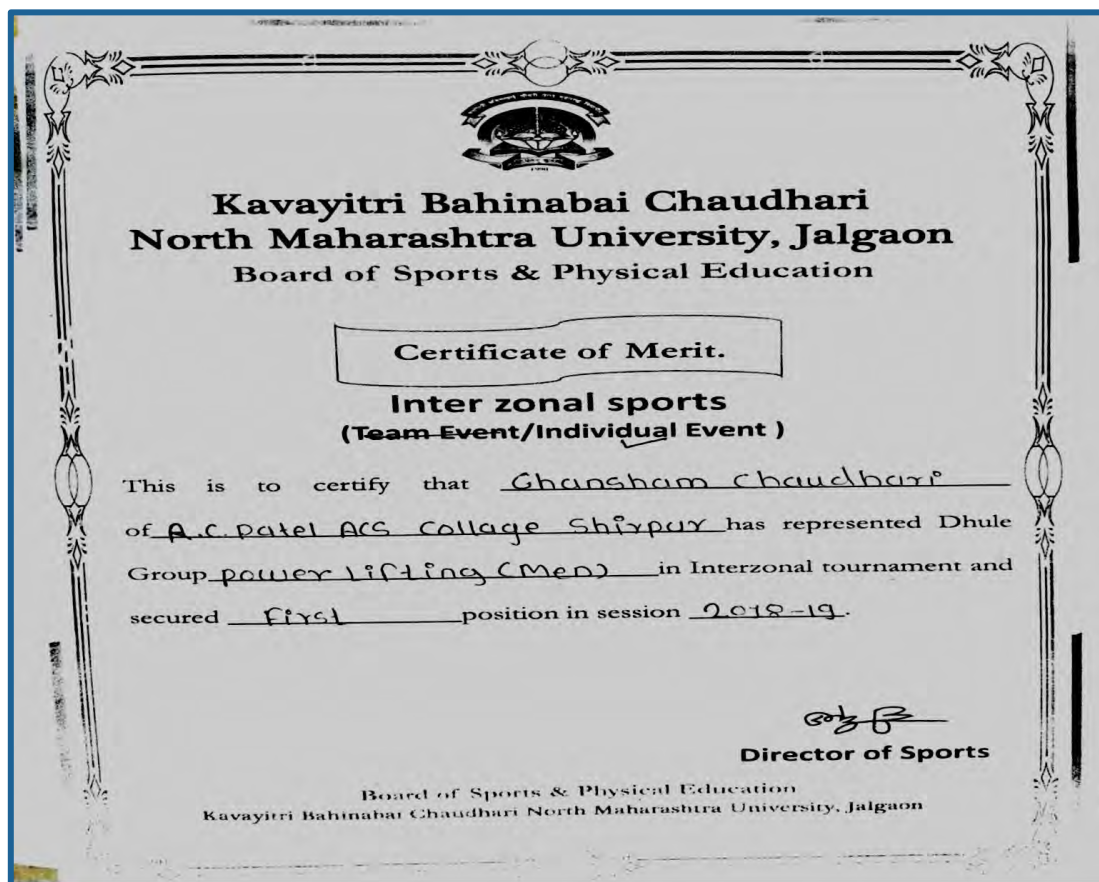 Kavayitri Bahinabai Chaudhari
North Maharashtra University, Jalgaon
Board of Sports & Physical Education
Certificate of Merit.
Inter zonal sports
(Team Event/Individual Event )
This is to certify that Ghansham Chaudhari
of A.C. Patel ACS Collage Shirpur has represented Dhule
Group power lifting (Men) in Interzonal tournament and
secured First position in session 2018-19.
Director of Sports
Board of Sports & Physical Education
Kavayitri Bahinabai Chaudhari North Maharashtra University, Jalgaon